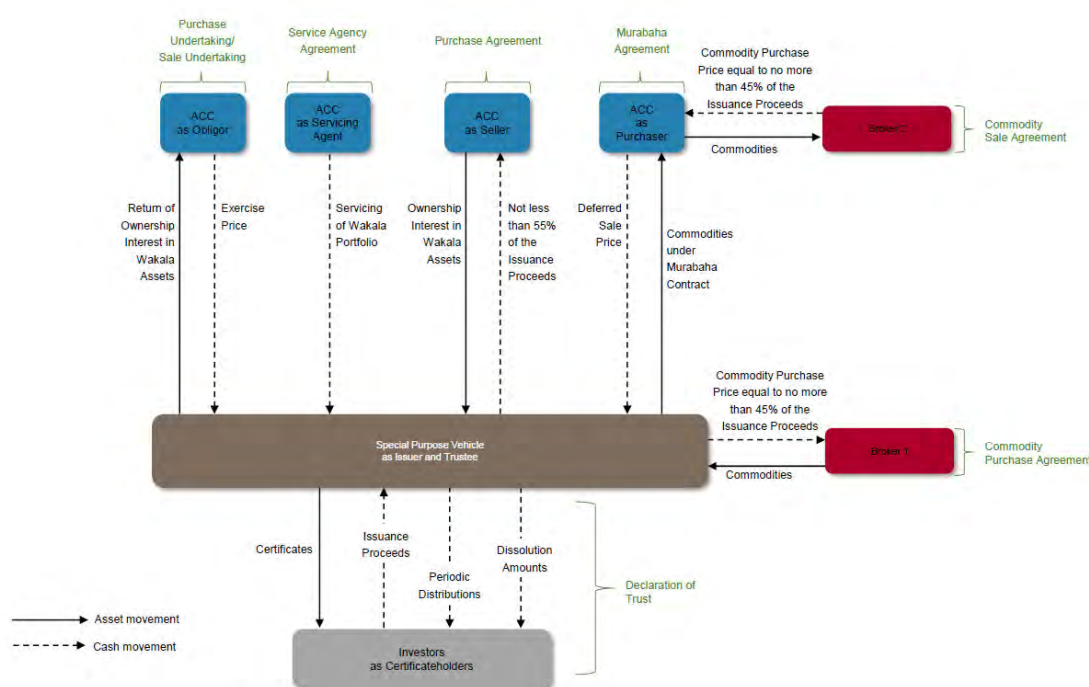 Purchase
Undertaking/
Sale Undertaking
Service Agency
Agreement
Purchase Agreement
Murabaha
Agreement
Commodity Purchase
Price equal to no more
than 45% of the
Issuance Proceeds
ACC
as Obligor
ACC
as Servicing
Agent
ACC
as Seller
ACC
as
Purchaser
Broker 2
Commodity
Sale Agreement
Commodities
Return of
Ownership
Interest in
Wakala
Assets
Exercise
Price
Servicing
of Wakala
Portfolio
Ownership
Interest in
Wakala
Assets
Not less
than 55%
of the
Issuance
Proceeds
Deferred
Sale
Price
Commodities
under
Murabaha
Contract
Commodity Purchase
Price equal to no more
than 45% of the
Issuance Proceeds
Special Purpose Vehicle
as Issuer and Trustee
Broker 1
Commodity
Purchase Agreement
Commodities
Certificates
Issuance
Proceeds
Periodic
Distributions
Dissolution
Amounts
Declaration of
Trust
Asset movement
Cash movement
Investors
as Certificateholders